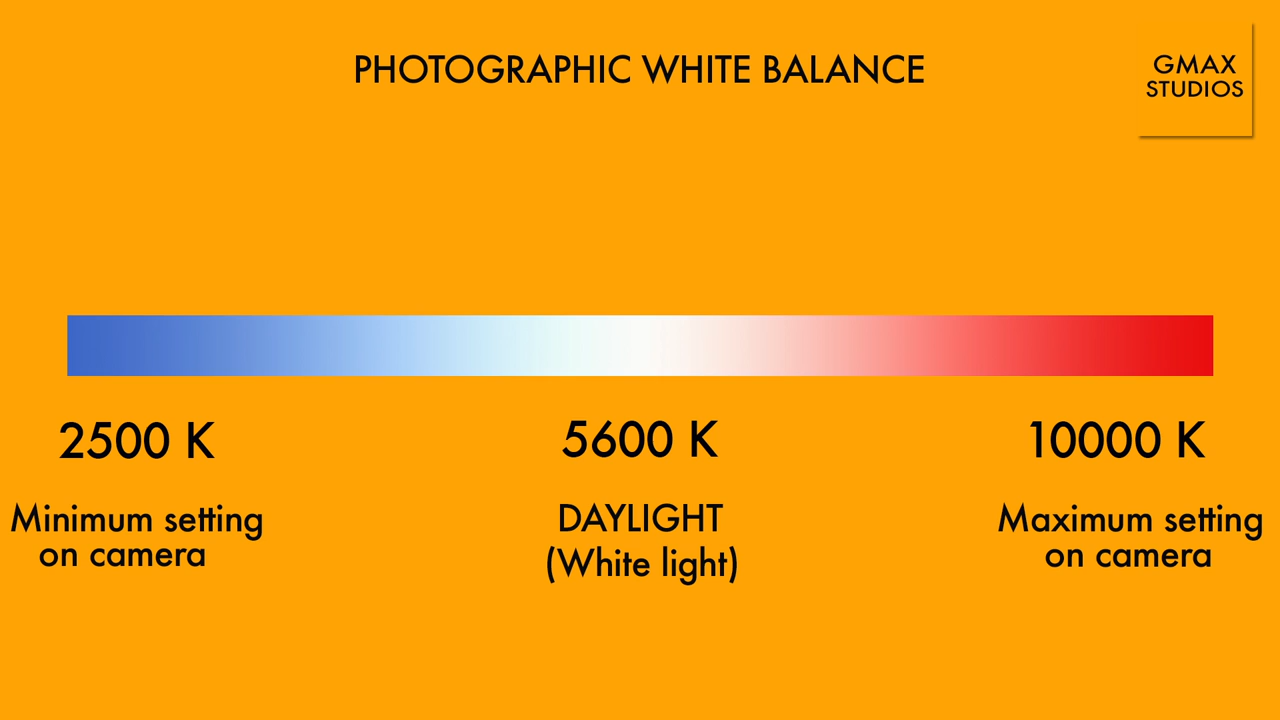 PHOTOGRAPHIC WHITE BALANCE
GMAX
STUDIOS
2500 K
5600 K
10000 K
Minimum setting
on camera
DAYLIGHT
(White light)
Maximum setting
on camera